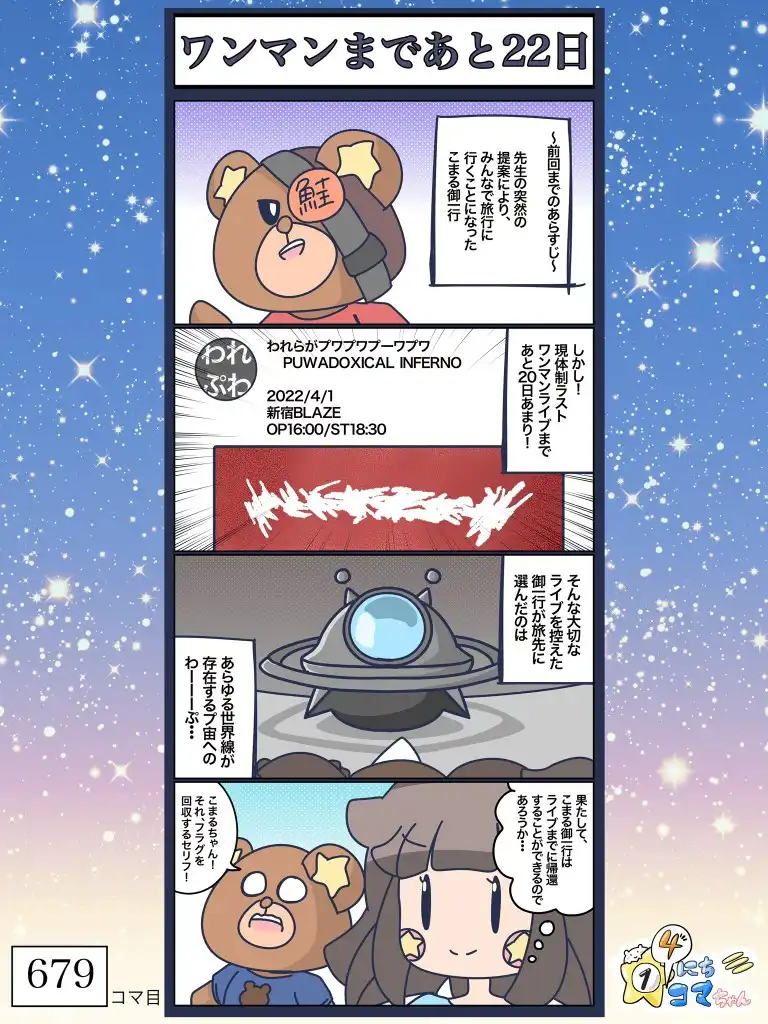 ワンマンまであと22日
〜前回までのあらすじ〜
先生の突然の
提案により、
みんなで旅行に
行くことになった
こまる御一行
鮭
しかし！
現体制ラスト
ワンマンライブまで
あと20日あまり！
われ
ぷわ
われらがプワプワプーワプワ
PUWADOXICAL INFERNO
2022/4/1
新宿BLAZE
OP16:00/ST18:30
そんな大切な
ライブを控えた
御一行が旅先に
選んだのは
あらゆる世界線が
存在するプ宙への
わーーーぷ…
果たして、
こまる御一行は
ライブまでに帰還
することができるので
あろうか…
こまるちゃん！
それ、フラグを
回収するセリフ！
679
コマ目
1
にち
4
コマ
ちゃん